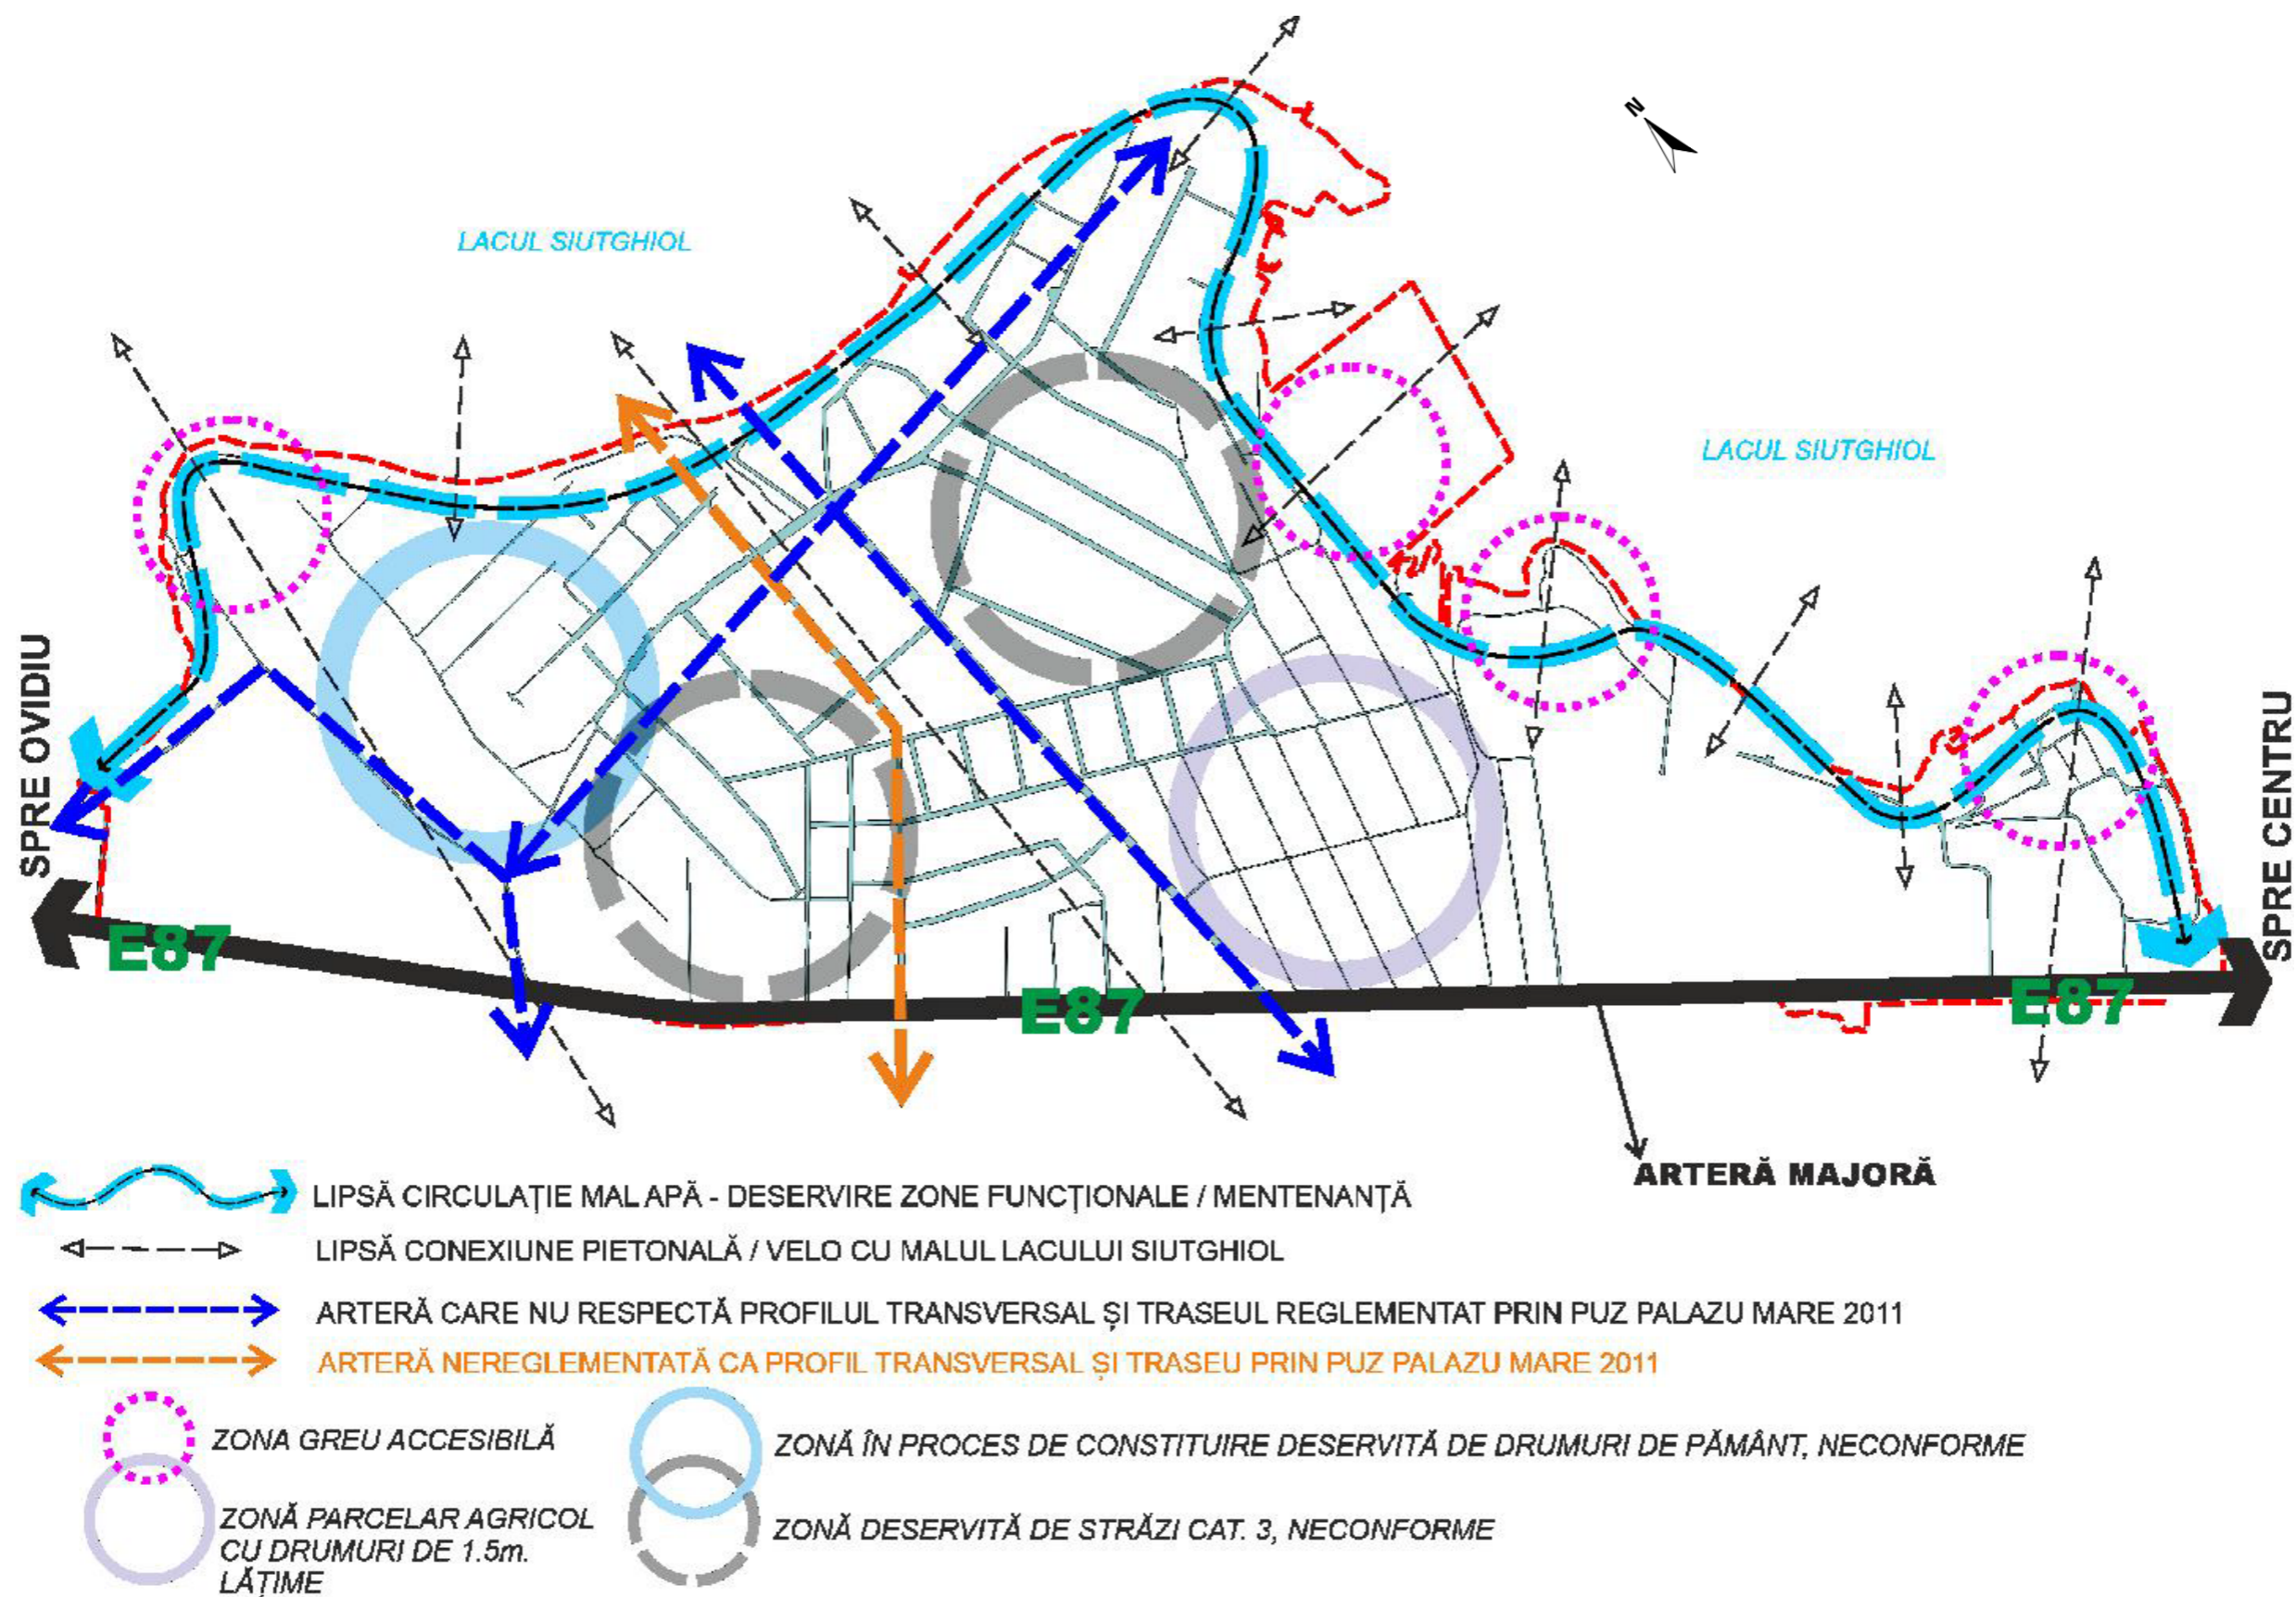 N
LACUL SIUTGHIOL
LACUL SIUTGHIOL
SPRE OVIDIU
SPRE CENTRU
E87
E87
E87
ARTERĂ MAJORĂ
LIPSĂ CIRCULAȚIE MAL APĂ - DESERVIRE ZONE FUNCȚIONALE / MENTENANȚĂ
LIPSĂ CONEXIUNE PIETONALĂ / VELO CU MALUL LACULUI SIUTGHIOL
ARTERĂ CARE NU RESPECTĂ PROFILUL TRANSVERSAL ȘI TRASEUL REGLEMENTAT PRIN PUZ PALAZU MARE 2011
ARTERĂ NEREGLEMENTATĂ CA PROFIL TRANSVERSAL ȘI TRASEU PRIN PUZ PALAZU MARE 2011
ZONA GREU ACCESIBILĂ
ZONĂ ÎN PROCES DE CONSTITUIRE DESERVITĂ DE DRUMURI DE PĂMÂNT, NECONFORME
ZONĂ PARCELAR AGRICOL
CU DRUMURI DE 1.5m.
LĂȚIME
ZONĂ DESERVITĂ DE STRĂZI CAT. 3, NECONFORME